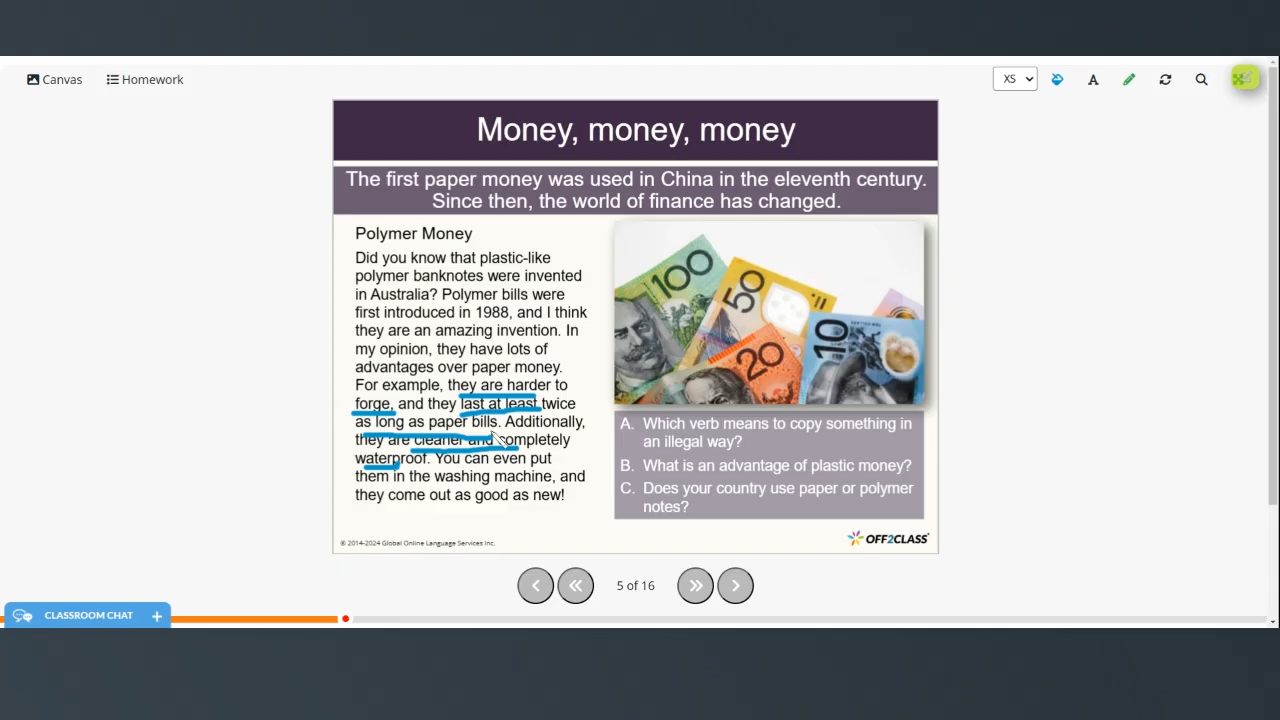 Canvas
Homework
XS
A
Money, money, money
The first paper money was used in China in the eleventh century.
Since then, the world of finance has changed.
Polymer Money
Did you know that plastic-like
polymer banknotes were invented
in Australia? Polymer bills were
first introduced in 1988, and I think
they are an amazing invention. In
my opinion, they have lots of
advantages over paper money.
For example, they are harder to
forge, and they last at least twice
as long as paper bills. Additionally,
they are cleaner and completely
waterproof. You can even put
them in the washing machine, and
they come out as good as new!
100
50
20
10
A. Which verb means to copy something in
an illegal way?
B. What is an advantage of plastic money?
C. Does your country use paper or polymer
notes?
© 2014-2024 Global Online Language Services Inc.
OFF2CLASS
5 of 16
CLASSROOM CHAT +